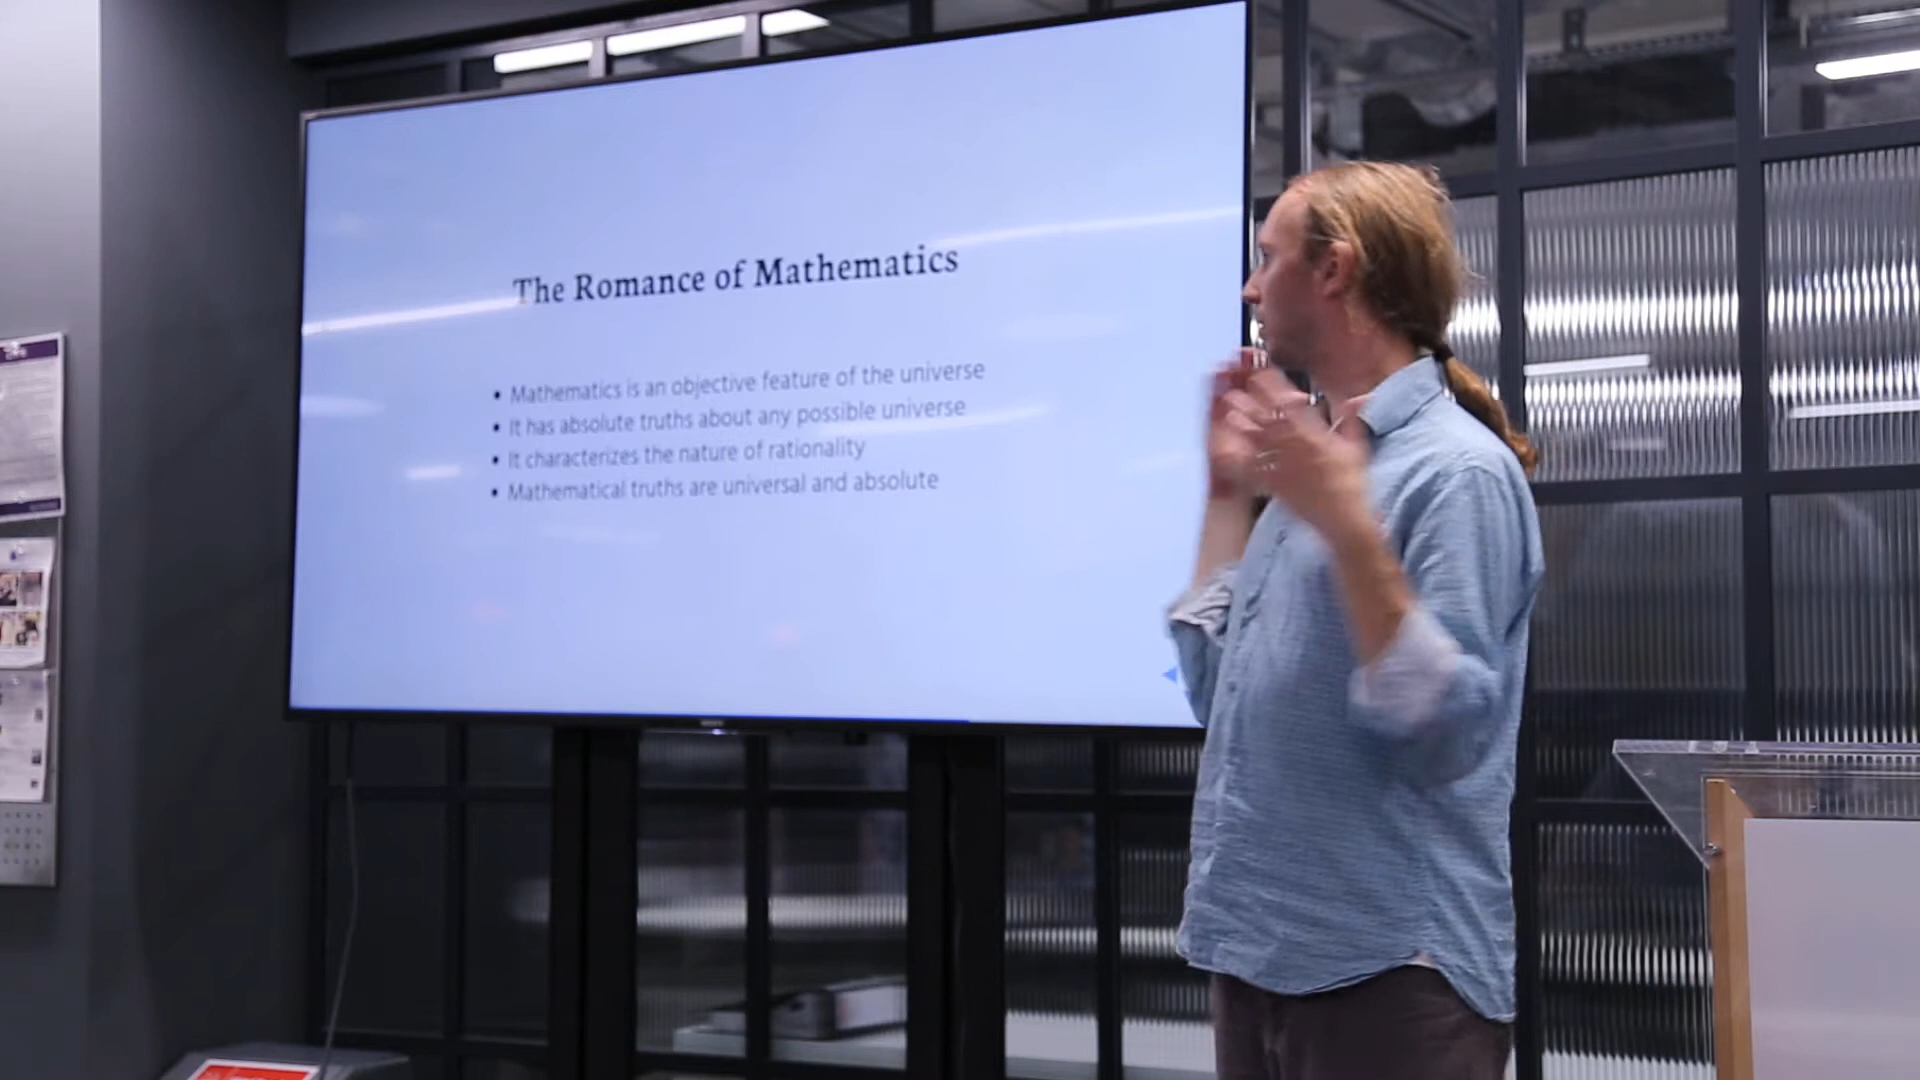 The Romance of Mathematics
• Mathematics is an objective feature of the universe
• It has absolute truths about any possible universe
• It characterizes the nature of rationality
• Mathematical truths are universal and absolute